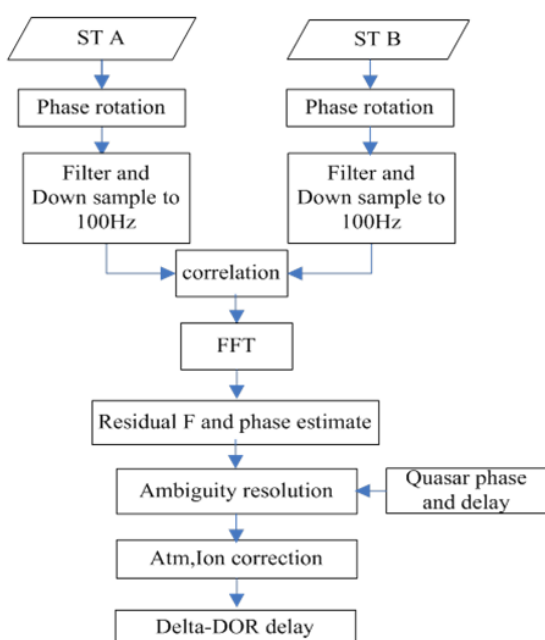 ST A
ST B
Phase rotation
Phase rotation
Filter and
Down sample to
100Hz
Filter and
Down sample to
100Hz
correlation
FFT
Residual F and phase estimate
Ambiguity resolution
Quasar phase
and delay
Atm,Ion correction
Delta-DOR delay